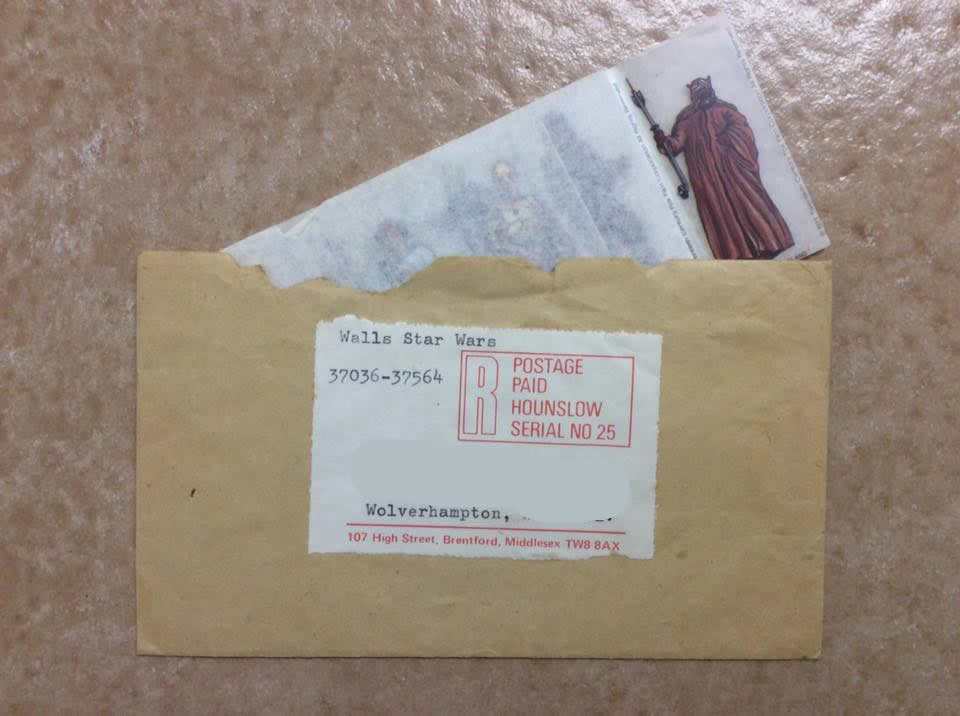 Walls Star Wars
37036-37564
R
POSTAGE
PAID
HOUNSLOW
SERIAL NO 25
Wolverhampton,
107 High Street, Brentford, Middlesex TW8 8AX